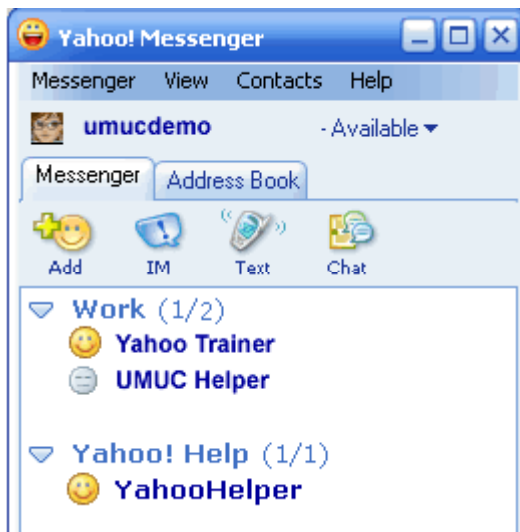 Yahoo! Messenger
Messenger View Contacts Help
umucdemo - Available
Messenger Address Book
Add IM Text Chat
Work (1/2)
Yahoo Trainer
UMUC Helper
Yahoo! Help (1/1)
YahooHelper